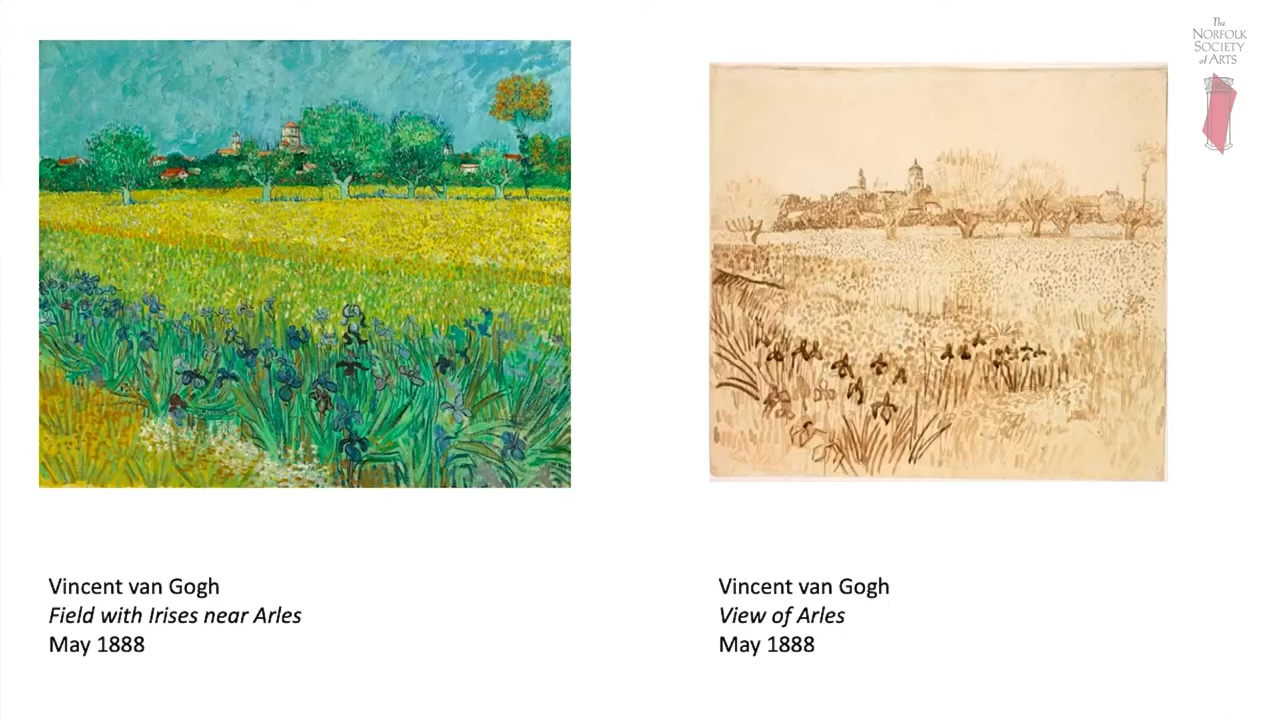 The
NORFOLK
SOCIETY
of ARTS
Vincent van Gogh
Field with Irises near Arles
May 1888
Vincent van Gogh
View of Arles
May 1888